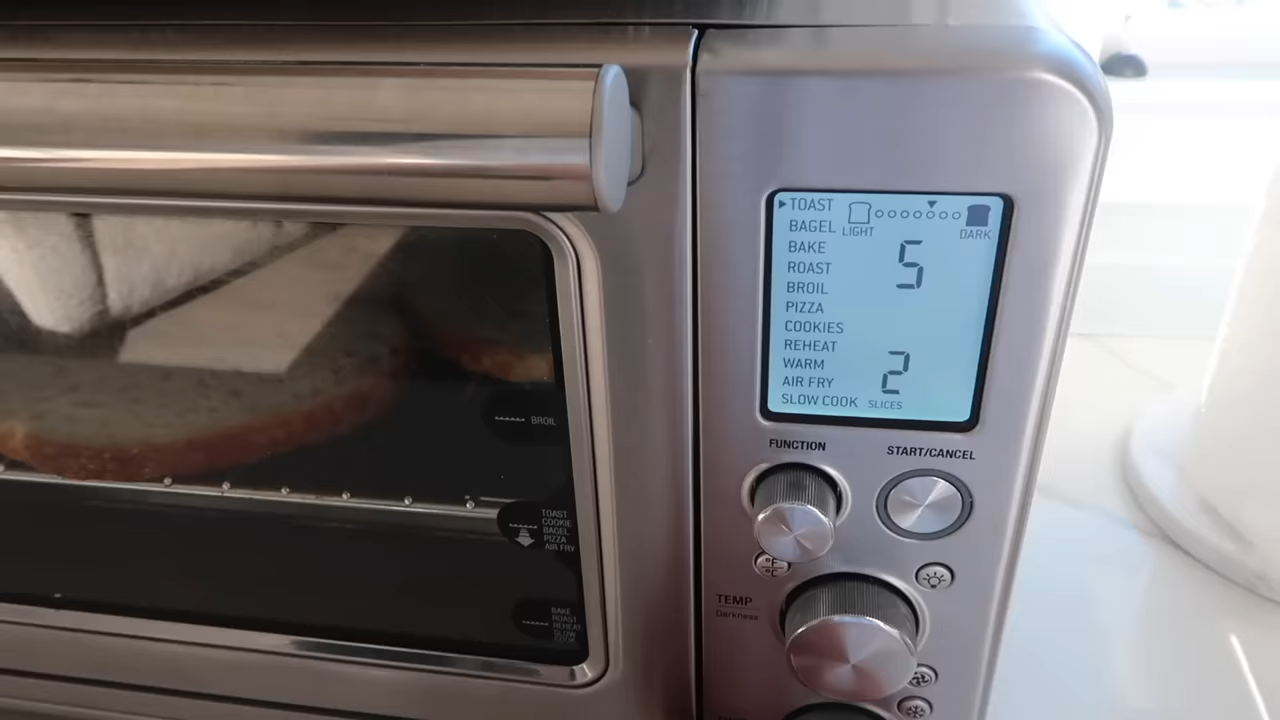 TOAST
BAGEL
LIGHT
DARK
BAKE
5
ROAST
BROIL
PIZZA
COOKIES
REHEAT
WARM
2
AIR FRY
SLOW COOK
SLICES
FUNCTION
START/CANCEL
°F
°C
TEMP
Darkness
BROIL
TOAST
COOKIE
BAGEL
PIZZA
AIR FRY
BAKE
ROAST
REHEAT
SLOW
COOK